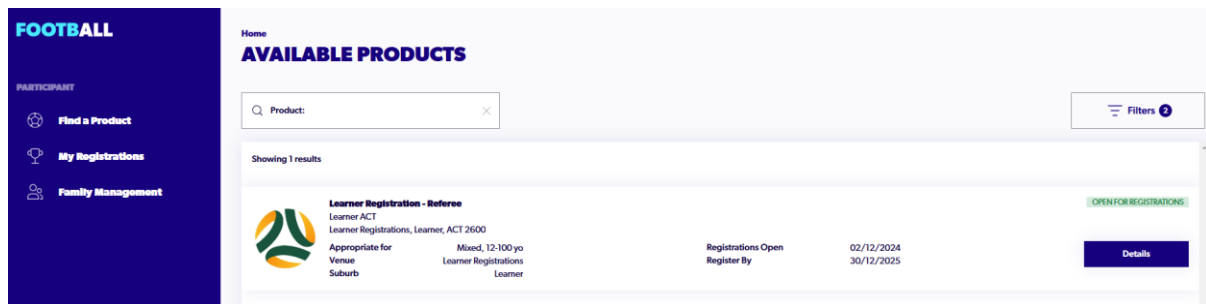 FOOTBALL
PARTICIPANT
Find a Product
My Registrations
Family Management
Home
AVAILABLE PRODUCTS
Product:
Filters 2
Showing 1 results
Learner Registration - Referee
OPEN FOR REGISTRATIONS
Learner ACT
Learner Registrations, Learner, ACT 2600
Appropriate for Mixed, 12-100 yo Registrations Open 02/12/2024
Venue Learner Registrations Register By 30/12/2025
Suburb Learner
Details